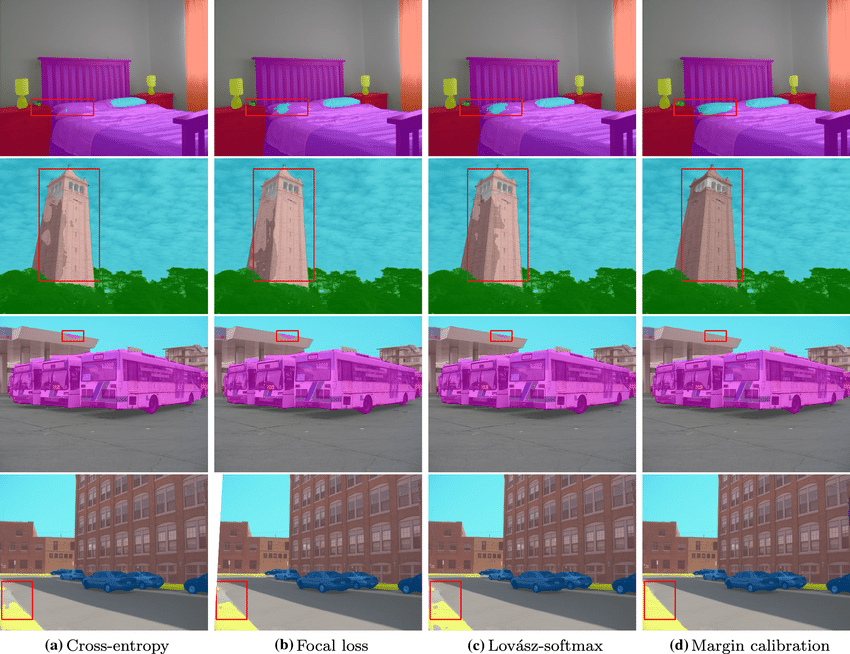 (a) Cross-entropy
(b) Focal loss
(c) Lovász-softmax
(d) Margin calibration